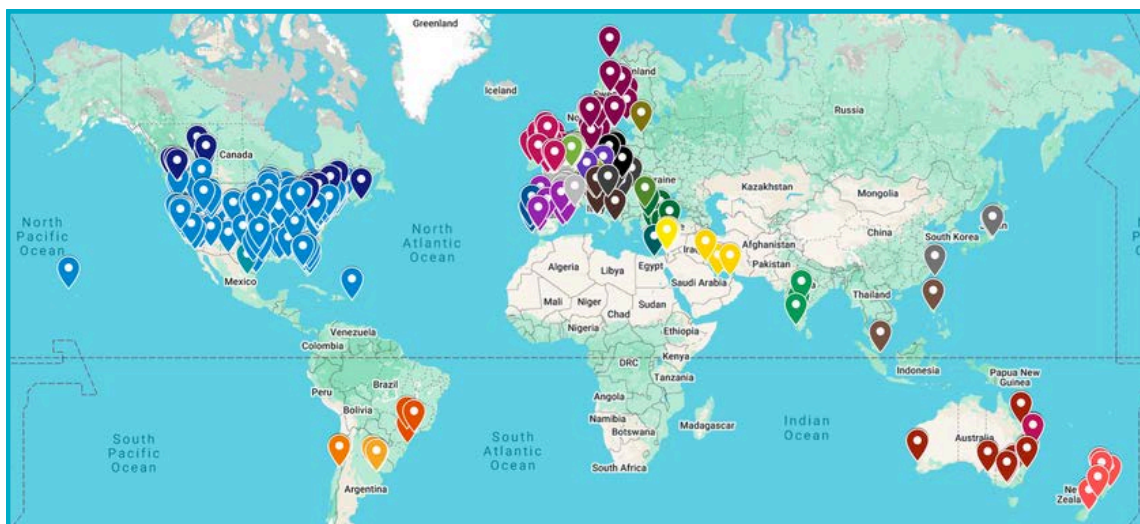 Greenland
Iceland
Russia
Canada
Kazakhstan
Mongolia
North
Pacific
Ocean
North
Atlantic
Ocean
China
South Korea
Afghanistan
Pakistan
Algeria
Libya
Egypt
Saudi Arabia
Mexico
Mali
Niger
Sudan
Chad
Thailand
Nigeria
Ethiopia
Venezuela
Colombia
Kenya
DRC
Indonesia
Papua New
Guinea
Tanzania
Peru
Brazil
Angola
Bolivia
Namibia
Botswana
Madagascar
Indian
Ocean
South
Pacific
Ocean
South
Atlantic
Ocean
Australia
South Africa
Argentina